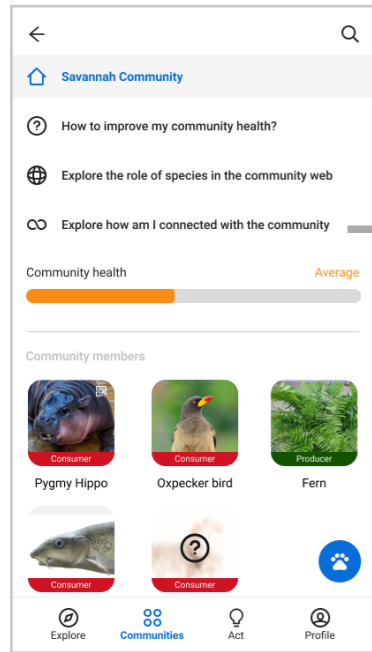 Savannah Community
How to improve my community health?
Explore the role of species in the community web
Explore how am I connected with the community
Community health Average
Community members
Consumer Consumer Producer
Pygmy Hippo Oxpecker bird Fern
Consumer Consumer
Explore Communities Act Profile